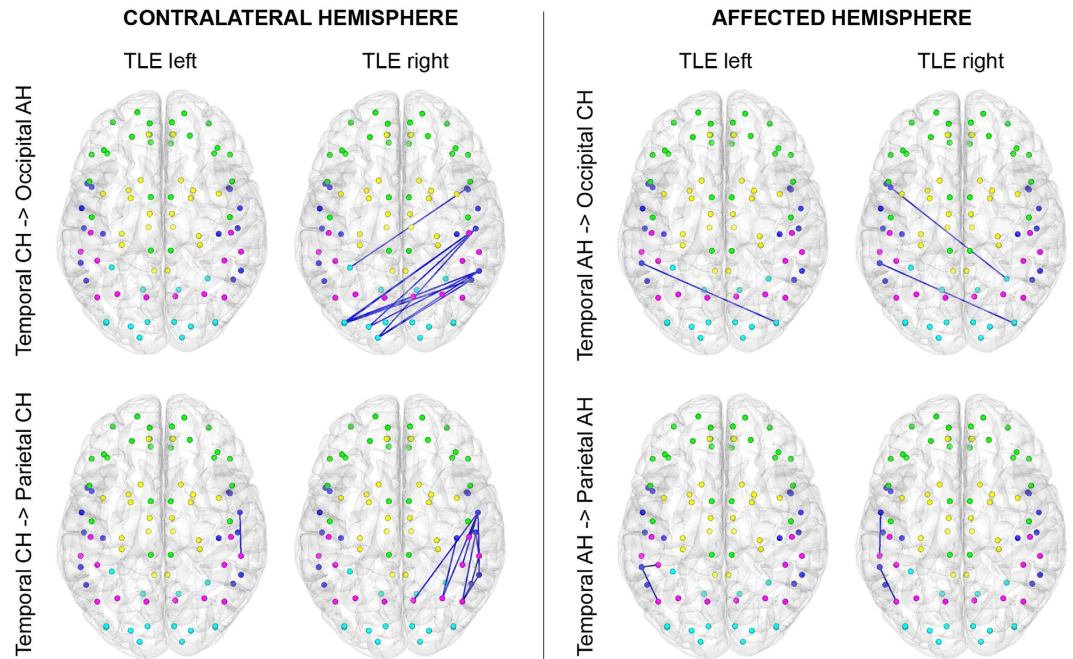 CONTRALATERAL HEMISPHERE
AFFECTED HEMISPHERE
TLE left
TLE right
TLE left
TLE right
Temporal CH -> Occipital AH
Temporal AH -> Occipital CH
Temporal CH -> Parietal CH
Temporal AH -> Parietal AH